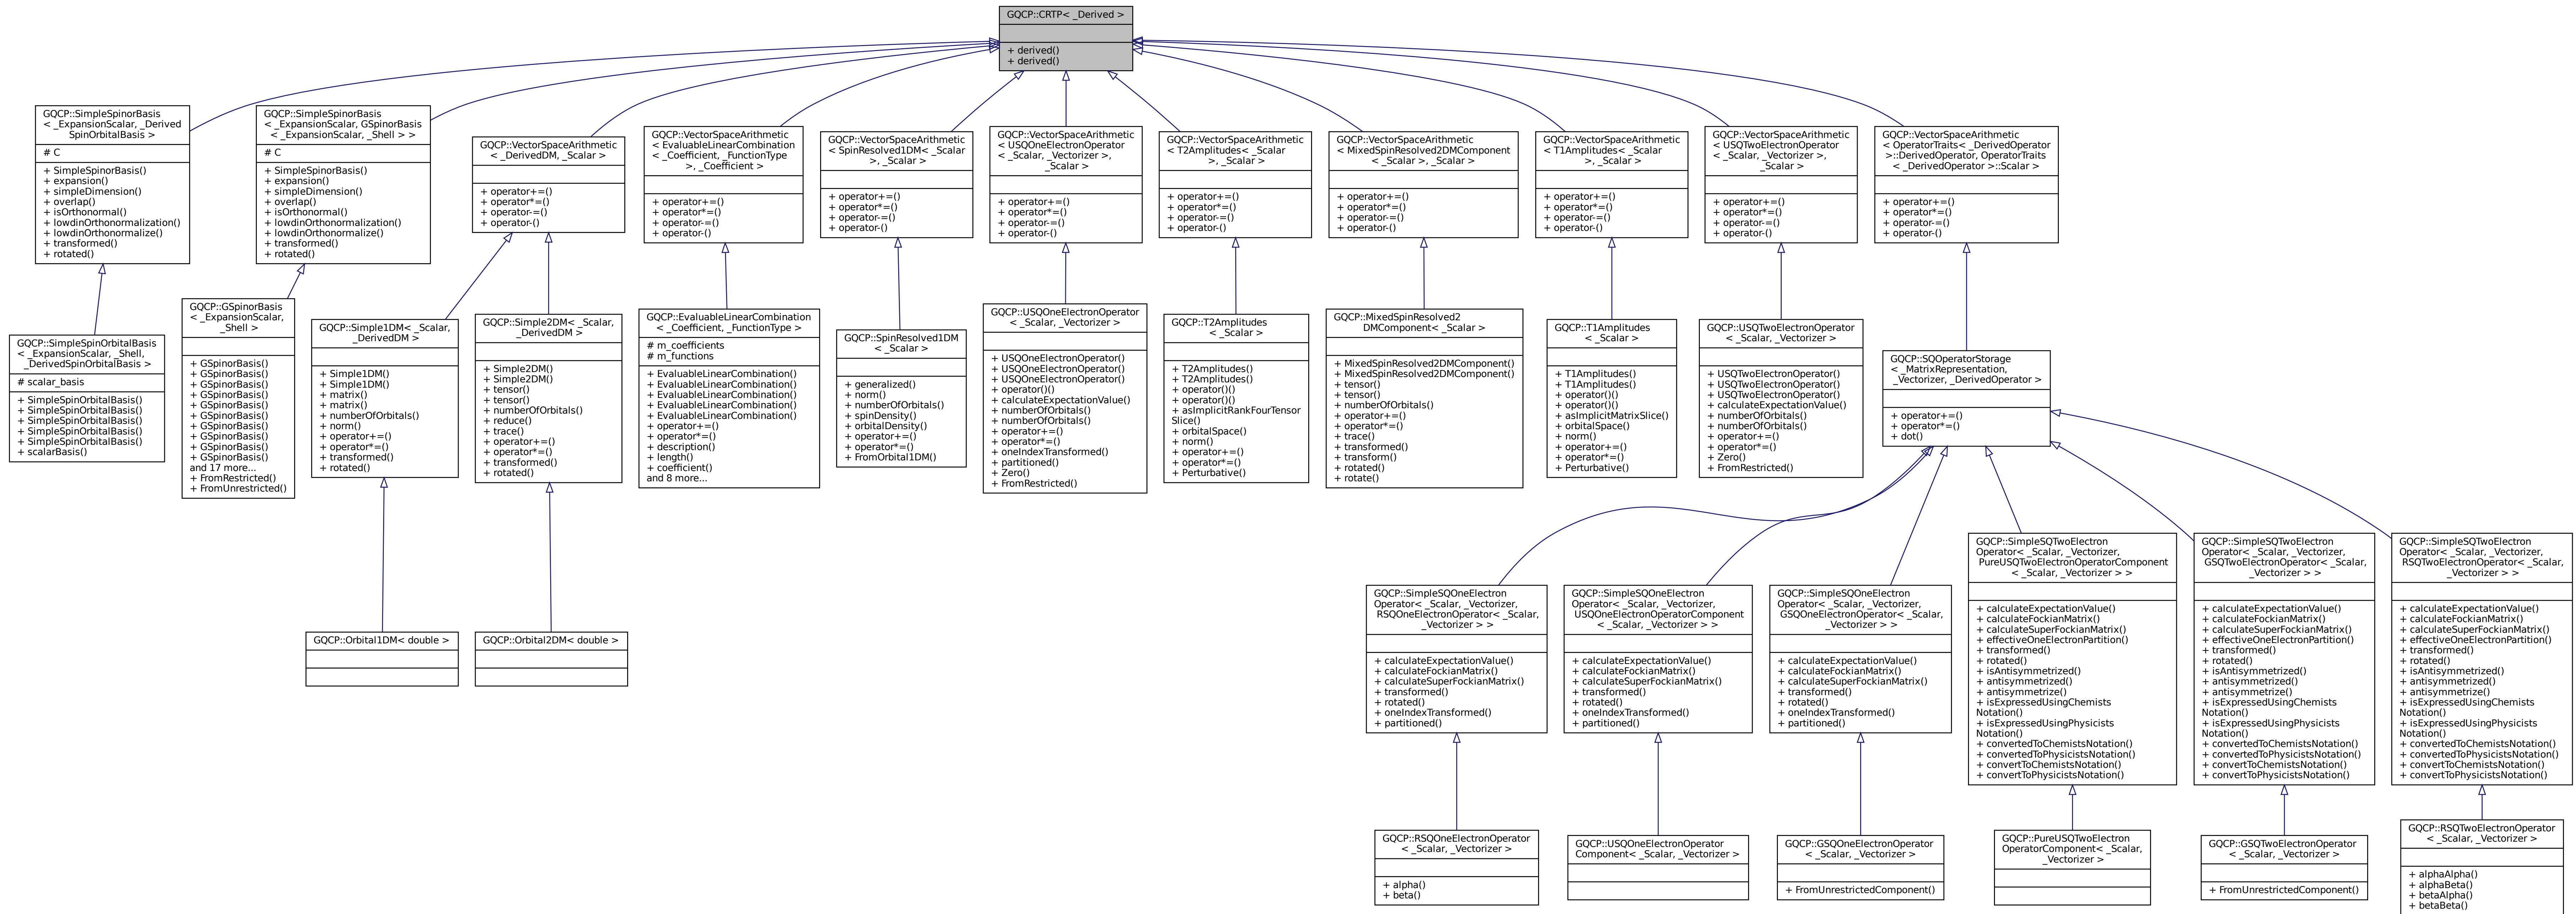 GQCP::CRTP< _Derived >
+ derived()
+ derived()
GQCP::SimpleSpinorBasis
< _ExpansionScalar, _Derived
SpinOrbitalBasis >
# C
+ SimpleSpinorBasis()
+ expansion()
+ simpleDimension()
+ overlap()
+ isOrthonormal()
+ lowdinOrthonormalization()
+ lowdinOrthonormalize()
+ transformed()
+ rotated()
GQCP::SimpleSpinorBasis
< _ExpansionScalar, GSpinorBasis
< _ExpansionScalar, _Shell > >
# C
+ SimpleSpinorBasis()
+ expansion()
+ simpleDimension()
+ overlap()
+ isOrthonormal()
+ lowdinOrthonormalization()
+ lowdinOrthonormalize()
+ transformed()
+ rotated()
GQCP::VectorSpaceArithmetic
< _DerivedDM, _Scalar >
+ operator+=()
+ operator*=()
+ operator-=()
+ operator-()
GQCP::VectorSpaceArithmetic
< EvaluableLinearCombination
< _Coefficient, _FunctionType
>, _Coefficient >
+ operator+=()
+ operator*=()
+ operator-=()
+ operator-()
GQCP::VectorSpaceArithmetic
< SpinResolved1DM< _Scalar
>, _Scalar >
+ operator+=()
+ operator*=()
+ operator-=()
+ operator-()
GQCP::VectorSpaceArithmetic
< USQOneElectronOperator
< _Scalar, _Vectorizer >,
_Scalar >
+ operator+=()
+ operator*=()
+ operator-=()
+ operator-()
GQCP::VectorSpaceArithmetic
< T2Amplitudes< _Scalar
>, _Scalar >
+ operator+=()
+ operator*=()
+ operator-=()
+ operator-()
GQCP::VectorSpaceArithmetic
< MixedSpinResolved2DMComponent
< _Scalar >, _Scalar >
+ operator+=()
+ operator*=()
+ operator-=()
+ operator-()
GQCP::VectorSpaceArithmetic
< T1Amplitudes< _Scalar
>, _Scalar >
+ operator+=()
+ operator*=()
+ operator-=()
+ operator-()
GQCP::VectorSpaceArithmetic
< USQTwoElectronOperator
< _Scalar, _Vectorizer >,
_Scalar >
+ operator+=()
+ operator*=()
+ operator-=()
+ operator-()
GQCP::VectorSpaceArithmetic
< OperatorTraits< _DerivedOperator
>::DerivedOperator, OperatorTraits
< _DerivedOperator >::Scalar >
+ operator+=()
+ operator*=()
+ operator-=()
+ operator-()
GQCP::SimpleSpinOrbitalBasis
< _ExpansionScalar, _Shell,
_DerivedSpinOrbitalBasis >
# scalar_basis
+ SimpleSpinOrbitalBasis()
+ SimpleSpinOrbitalBasis()
+ SimpleSpinOrbitalBasis()
+ SimpleSpinOrbitalBasis()
+ SimpleSpinOrbitalBasis()
+ scalarBasis()
GQCP::GSpinorBasis
< _ExpansionScalar,
_Shell >
+ GSpinorBasis()
+ GSpinorBasis()
+ GSpinorBasis()
+ GSpinorBasis()
+ GSpinorBasis()
+ GSpinorBasis()
+ GSpinorBasis()
+ GSpinorBasis()
+ GSpinorBasis()
+ GSpinorBasis()
and 17 more...
+ FromRestricted()
+ FromUnrestricted()
GQCP::Simple1DM< _Scalar,
_DerivedDM >
+ Simple1DM()
+ Simple1DM()
+ matrix()
+ matrix()
+ numberOfOrbitals()
+ norm()
+ operator+=()
+ operator*=()
+ transformed()
+ rotated()
GQCP::Simple2DM< _Scalar,
_DerivedDM >
+ Simple2DM()
+ Simple2DM()
+ tensor()
+ tensor()
+ numberOfOrbitals()
+ reduce()
+ trace()
+ operator+=()
+ operator*=()
+ transformed()
+ rotated()
GQCP::EvaluableLinearCombination
< _Coefficient, _FunctionType >
# m_coefficients
# m_functions
+ EvaluableLinearCombination()
+ EvaluableLinearCombination()
+ EvaluableLinearCombination()
+ EvaluableLinearCombination()
+ EvaluableLinearCombination()
+ operator+=()
+ operator*=()
+ description()
+ length()
+ coefficient()
and 8 more...
GQCP::SpinResolved1DM
< _Scalar >
+ generalized()
+ norm()
+ numberOfOrbitals()
+ spinDensity()
+ orbitalDensity()
+ operator+=()
+ operator*=()
+ FromOrbital1DM()
GQCP::USQOneElectronOperator
< _Scalar, _Vectorizer >
+ USQOneElectronOperator()
+ USQOneElectronOperator()
+ USQOneElectronOperator()
+ operator()()
+ calculateExpectationValue()
+ numberOfOrbitals()
+ numberOfOrbitals()
+ operator+=()
+ operator*=()
+ oneIndexTransformed()
+ partitioned()
+ Zero()
+ FromRestricted()
GQCP::T2Amplitudes
< _Scalar >
+ T2Amplitudes()
+ T2Amplitudes()
+ operator()()
+ operator()()
+ asImplicitRankFourTensor
Slice()
+ orbitalSpace()
+ norm()
+ operator+=()
+ operator*=()
+ Perturbative()
GQCP::MixedSpinResolved2
DMComponent< _Scalar >
+ MixedSpinResolved2DMComponent()
+ MixedSpinResolved2DMComponent()
+ tensor()
+ tensor()
+ numberOfOrbitals()
+ operator+=()
+ operator*=()
+ trace()
+ transformed()
+ transform()
+ rotated()
+ rotate()
GQCP::T1Amplitudes
< _Scalar >
+ T1Amplitudes()
+ T1Amplitudes()
+ operator()()
+ operator()()
+ asImplicitMatrixSlice()
+ orbitalSpace()
+ norm()
+ operator+=()
+ operator*=()
+ Perturbative()
GQCP::USQTwoElectronOperator
< _Scalar, _Vectorizer >
+ USQTwoElectronOperator()
+ USQTwoElectronOperator()
+ USQTwoElectronOperator()
+ calculateExpectationValue()
+ numberOfOrbitals()
+ numberOfOrbitals()
+ operator+=()
+ operator*=()
+ Zero()
+ FromRestricted()
GQCP::SQOperatorStorage
< _MatrixRepresentation,
_Vectorizer, _DerivedOperator >
+ operator+=()
+ operator*=()
+ dot()
GQCP::Orbital1DM< double >
GQCP::Orbital2DM< double >
GQCP::SimpleSQOneElectron
Operator< _Scalar, _Vectorizer,
RSQOneElectronOperator< _Scalar,
_Vectorizer > >
+ calculateExpectationValue()
+ calculateFockianMatrix()
+ calculateSuperFockianMatrix()
+ transformed()
+ rotated()
+ oneIndexTransformed()
+ partitioned()
GQCP::SimpleSQOneElectron
Operator< _Scalar, _Vectorizer,
USQOneElectronOperatorComponent
< _Scalar, _Vectorizer > >
+ calculateExpectationValue()
+ calculateFockianMatrix()
+ calculateSuperFockianMatrix()
+ transformed()
+ rotated()
+ oneIndexTransformed()
+ partitioned()
GQCP::SimpleSQOneElectron
Operator< _Scalar, _Vectorizer,
GSQOneElectronOperator< _Scalar,
_Vectorizer > >
+ calculateExpectationValue()
+ calculateFockianMatrix()
+ calculateSuperFockianMatrix()
+ transformed()
+ rotated()
+ oneIndexTransformed()
+ partitioned()
GQCP::SimpleSQTwoElectron
Operator< _Scalar, _Vectorizer,
PureUSQTwoElectronOperatorComponent
< _Scalar, _Vectorizer > >
+ calculateExpectationValue()
+ calculateFockianMatrix()
+ calculateSuperFockianMatrix()
+ effectiveOneElectronPartition()
+ transformed()
+ rotated()
+ isAntisymmetrized()
+ antisymmetrized()
+ antisymmetrize()
+ isExpressedUsingChemists
Notation()
+ isExpressedUsingPhysicists
Notation()
+ convertedToChemistsNotation()
+ convertedToPhysicistsNotation()
+ convertToChemistsNotation()
+ convertToPhysicistsNotation()
GQCP::SimpleSQTwoElectron
Operator< _Scalar, _Vectorizer,
GSQTwoElectronOperator< _Scalar,
_Vectorizer > >
+ calculateExpectationValue()
+ calculateFockianMatrix()
+ calculateSuperFockianMatrix()
+ effectiveOneElectronPartition()
+ transformed()
+ rotated()
+ isAntisymmetrized()
+ antisymmetrized()
+ antisymmetrize()
+ isExpressedUsingChemists
Notation()
+ isExpressedUsingPhysicists
Notation()
+ convertedToChemistsNotation()
+ convertedToPhysicistsNotation()
+ convertToChemistsNotation()
+ convertToPhysicistsNotation()
GQCP::SimpleSQTwoElectron
Operator< _Scalar, _Vectorizer,
RSQTwoElectronOperator< _Scalar,
_Vectorizer > >
+ calculateExpectationValue()
+ calculateFockianMatrix()
+ calculateSuperFockianMatrix()
+ effectiveOneElectronPartition()
+ transformed()
+ rotated()
+ isAntisymmetrized()
+ antisymmetrized()
+ antisymmetrize()
+ isExpressedUsingChemists
Notation()
+ isExpressedUsingPhysicists
Notation()
+ convertedToChemistsNotation()
+ convertedToPhysicistsNotation()
+ convertToChemistsNotation()
+ convertToPhysicistsNotation()
GQCP::RSQOneElectronOperator
< _Scalar, _Vectorizer >
+ alpha()
+ beta()
GQCP::USQOneElectronOperator
Component< _Scalar, _Vectorizer >
GQCP::GSQOneElectronOperator
< _Scalar, _Vectorizer >
+ FromUnrestrictedComponent()
GQCP::PureUSQTwoElectron
OperatorComponent< _Scalar,
_Vectorizer >
GQCP::GSQTwoElectronOperator
< _Scalar, _Vectorizer >
+ FromUnrestrictedComponent()
GQCP::RSQTwoElectronOperator
< _Scalar, _Vectorizer >
+ alphaAlpha()
+ alphaBeta()
+ betaAlpha()
+ betaBeta()